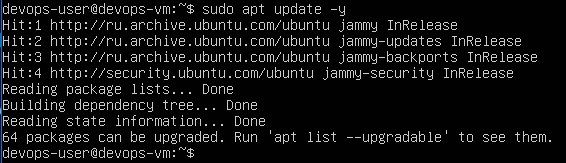 devops-user@devops-vm:~$ sudo apt update -y
Hit:1 http://ru.archive.ubuntu.com/ubuntu jammy InRelease
Hit:2 http://ru.archive.ubuntu.com/ubuntu jammy-updates InRelease
Hit:3 http://ru.archive.ubuntu.com/ubuntu jammy-backports InRelease
Hit:4 http://security.ubuntu.com/ubuntu jammy-security InRelease
Reading package lists... Done
Building dependency tree... Done
Reading state information... Done
64 packages can be upgraded. Run 'apt list --upgradable' to see them.
devops-user@devops-vm:~$